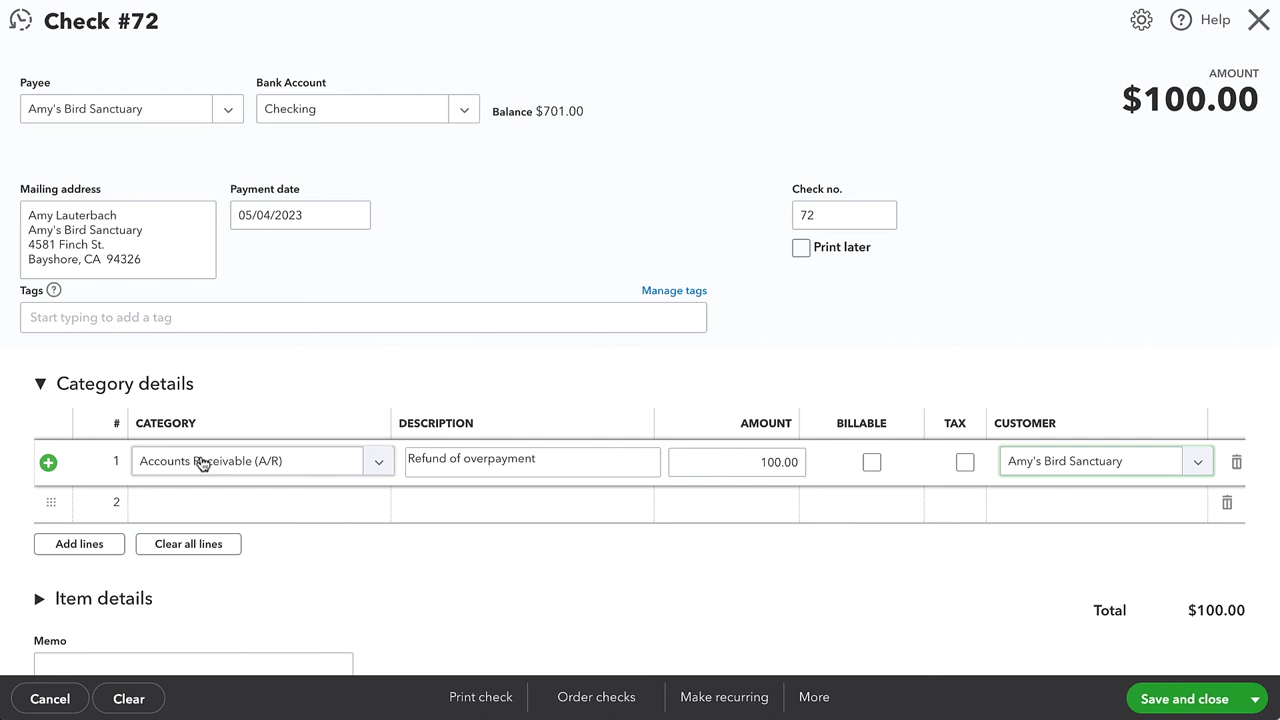 Check #72
Help
Payee
Bank Account
AMOUNT
Amy's Bird Sanctuary
Checking
Balance $701.00
$100.00
Mailing address
Payment date
Check no.
Amy Lauterbach
Amy's Bird Sanctuary
4581 Finch St.
Bayshore, CA 94326
05/04/2023
72
Print later
Tags ?
Manage tags
Start typing to add a tag
Category details
# CATEGORY DESCRIPTION AMOUNT BILLABLE TAX CUSTOMER
1 Accounts Receivable (A/R) Refund of overpayment 100.00 Amy's Bird Sanctuary
2
Add lines
Clear all lines
Item details
Total $100.00
Memo
Cancel
Clear
Print check
Order checks
Make recurring
More
Save and close